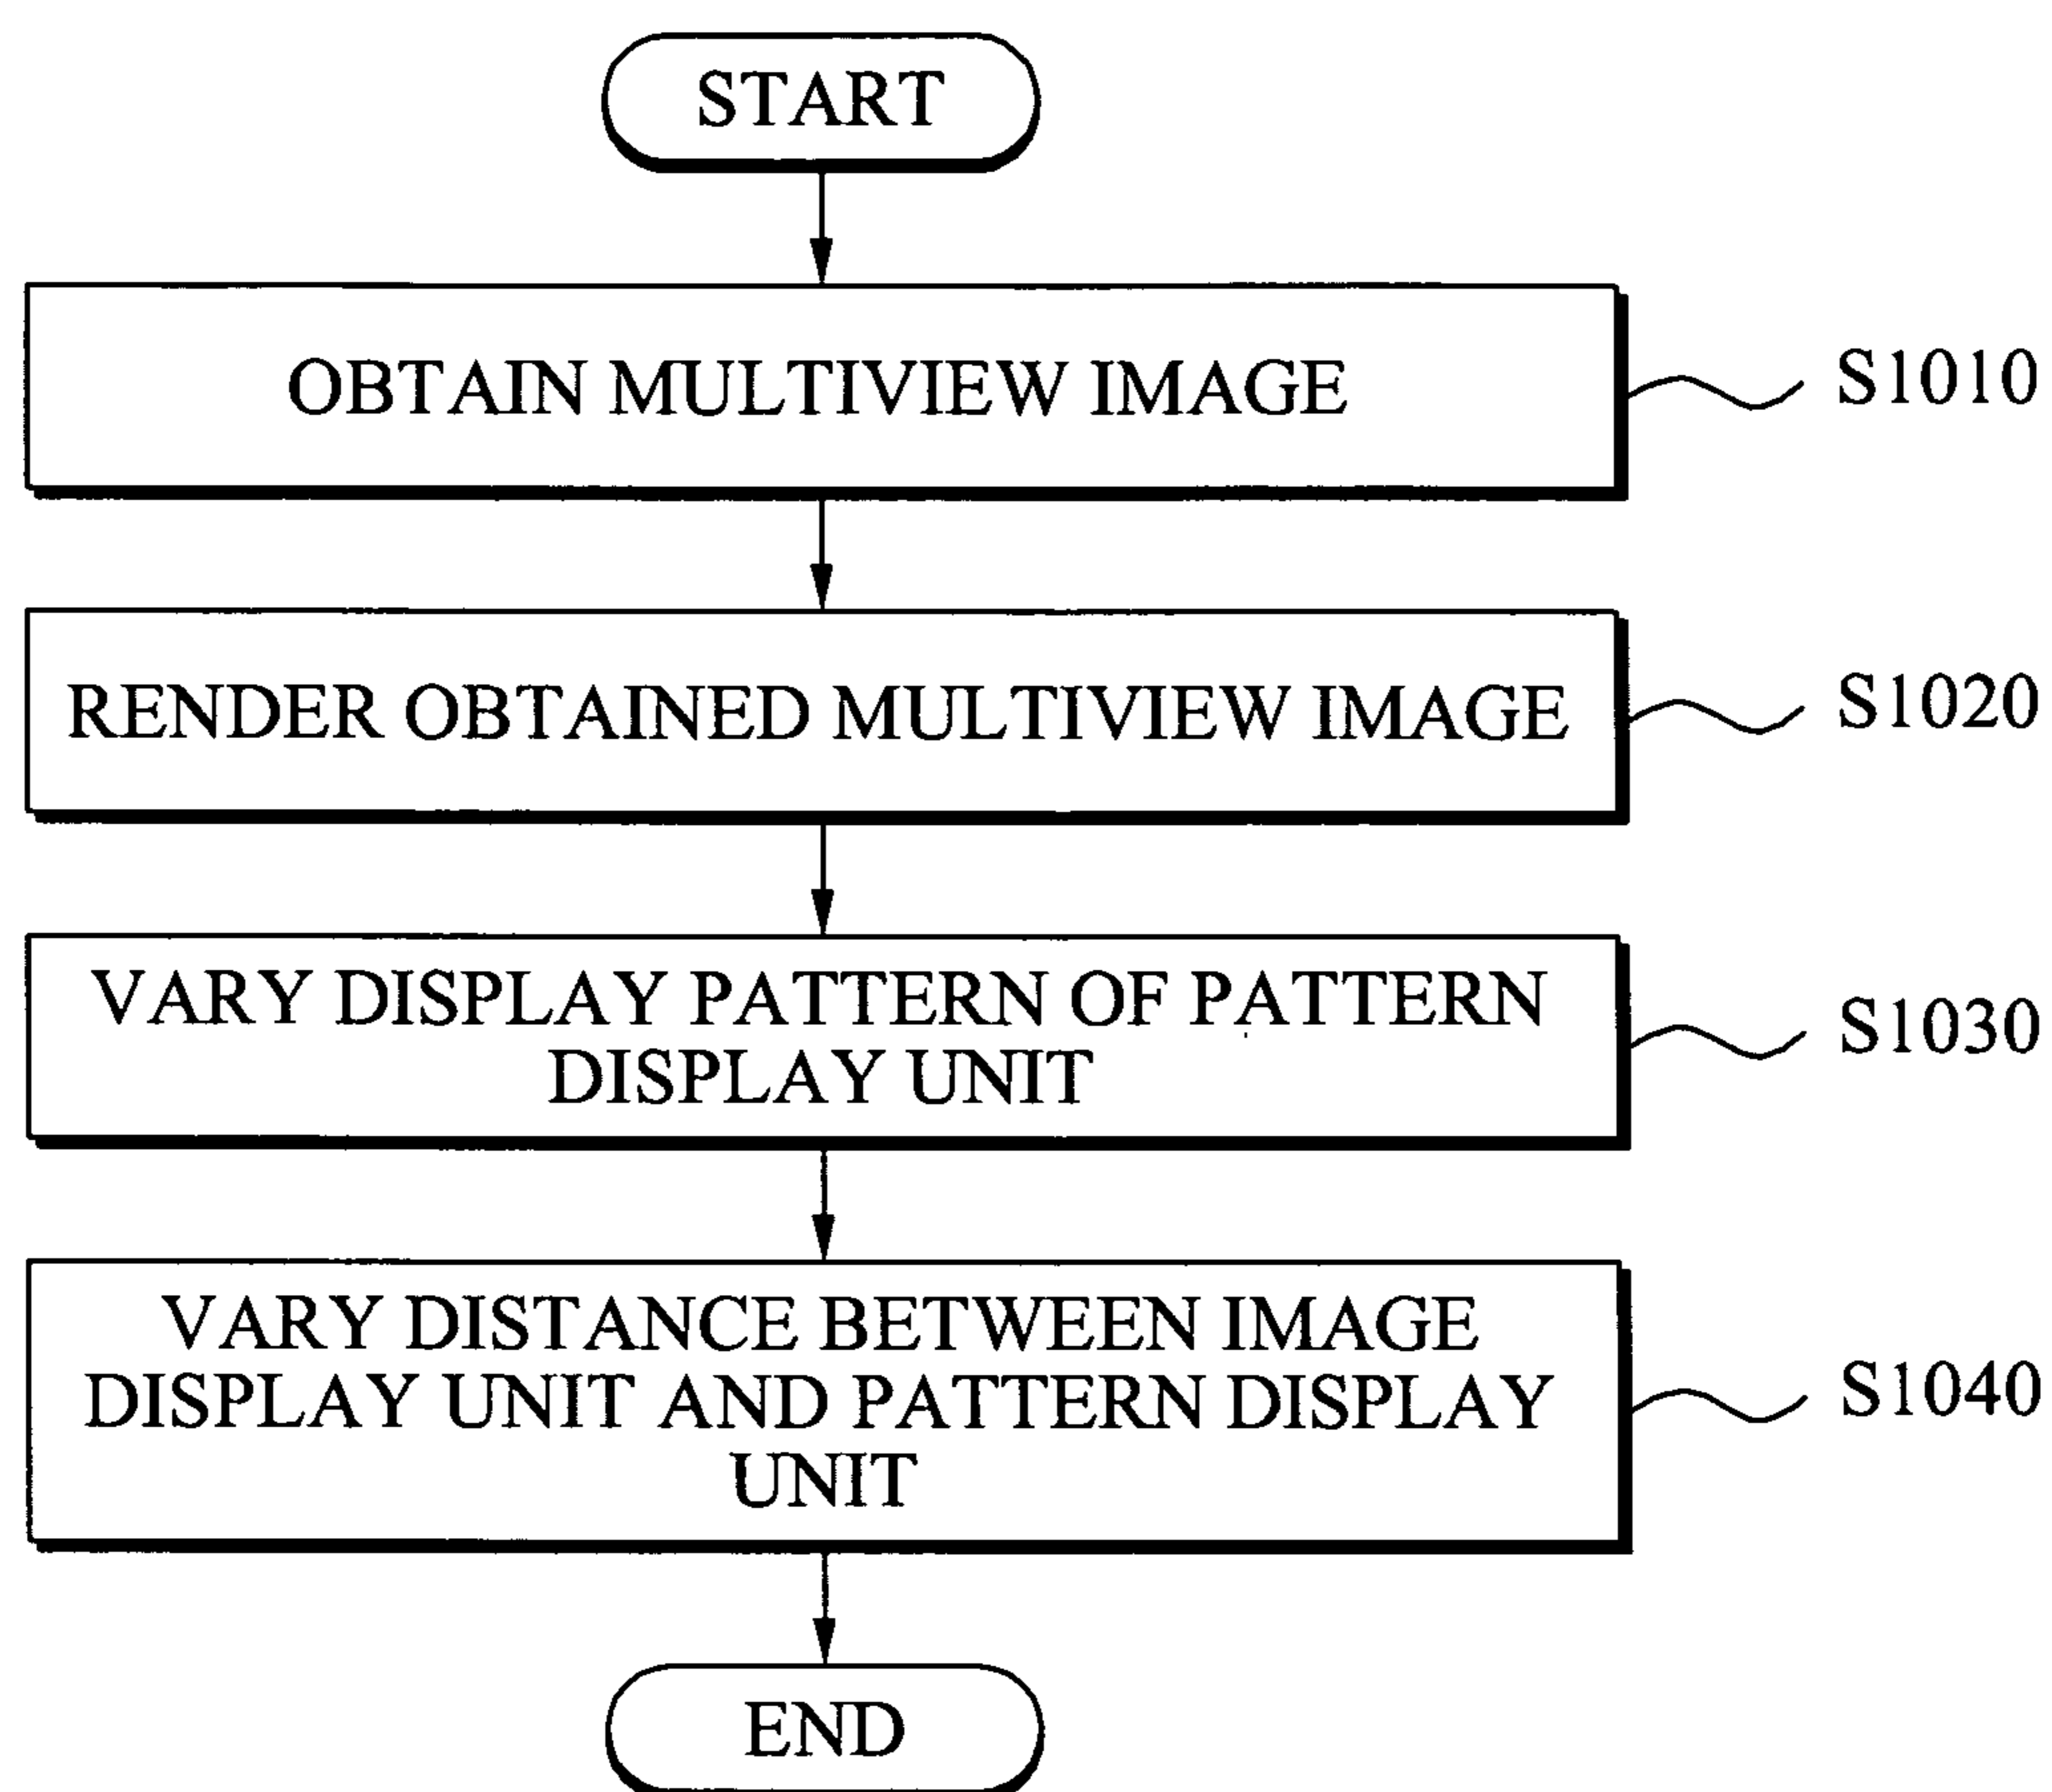 START
OBTAIN MULTIVIEW IMAGE
S1010
RENDER OBTAINED MULTIVIEW IMAGE
S1020
VARY DISPLAY PATTERN OF PATTERN
DISPLAY UNIT
S1030
VARY DISTANCE BETWEEN IMAGE
DISPLAY UNIT AND PATTERN DISPLAY
UNIT
S1040
END